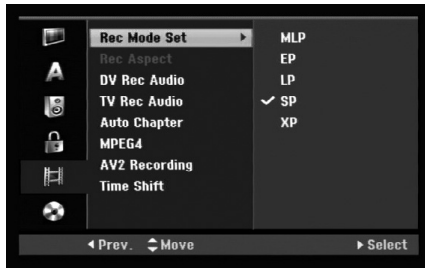 Rec Mode Set
Rec Aspect
DV Rec Audio
TV Rec Audio
Auto Chapter
MPEG4
AV2 Recording
Time Shift
MLP
EP
LP
SP
XP
A
Prev. Move Select